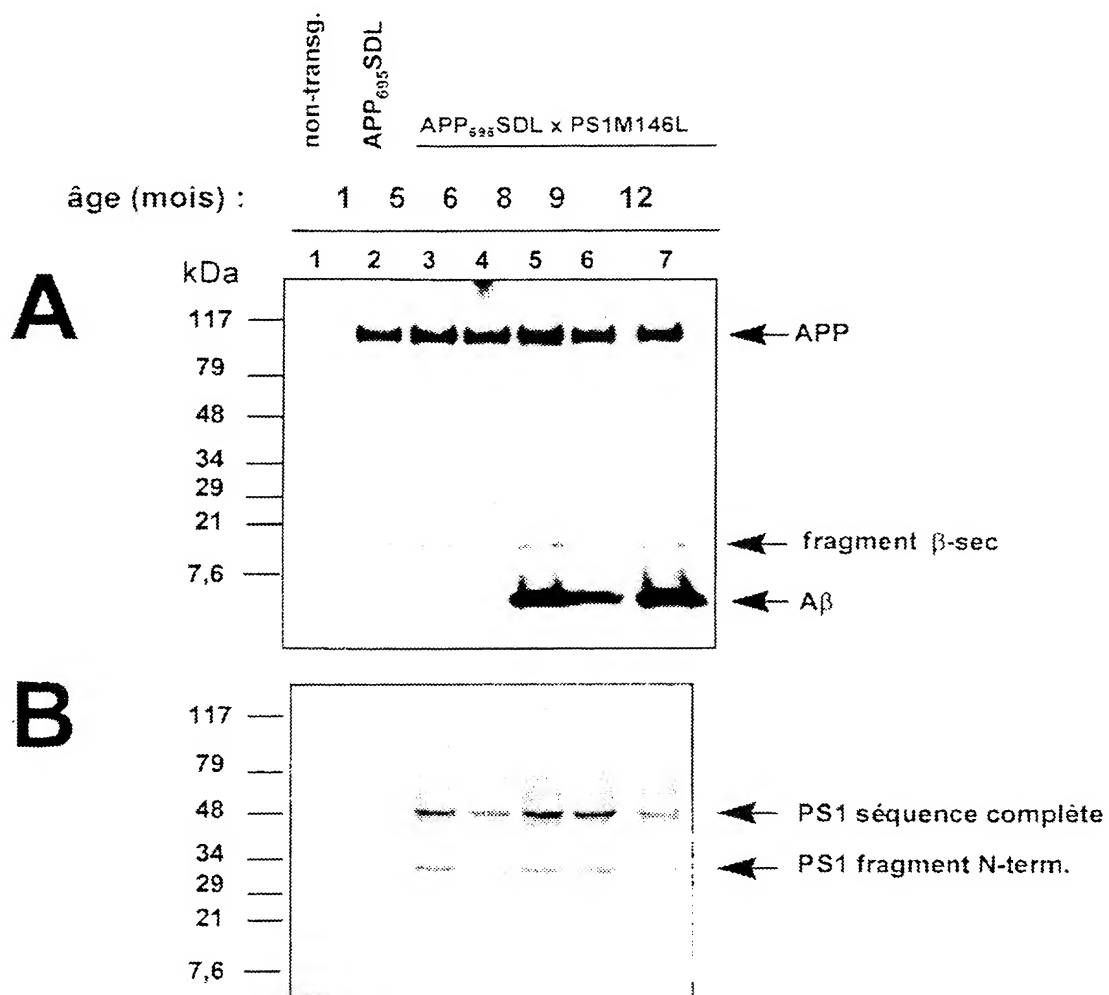 non-transg.
APP695SDL
APP695SDL x PS1M146L
âge (mois) : 1 5 6 8 9 12
1 2 3 4 5 6 7
A
kDa
117
79
48
34
29
21
7,6
APP
fragment β-sec
Aβ
B
117
79
48
34
29
21
7,6
PS1 séquence complète
PS1 fragment N-term.